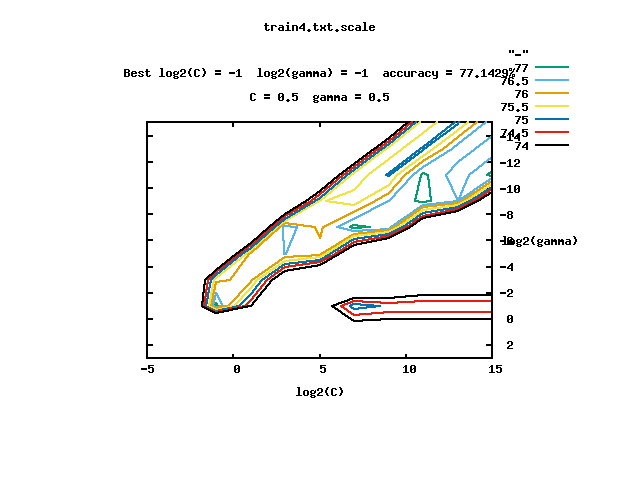 train4.txt.scale
"-"
Best log2(C) = -1 log2(gamma) = -1 accuracy = 77.1429%
C = 0.5 gamma = 0.5
77
76.5
76
75.5
75
74.5
74
-14
-12
-10
-8
-6
-4
-2
0
2
log2(gamma)
-5 0 5 10 15
log2(C)